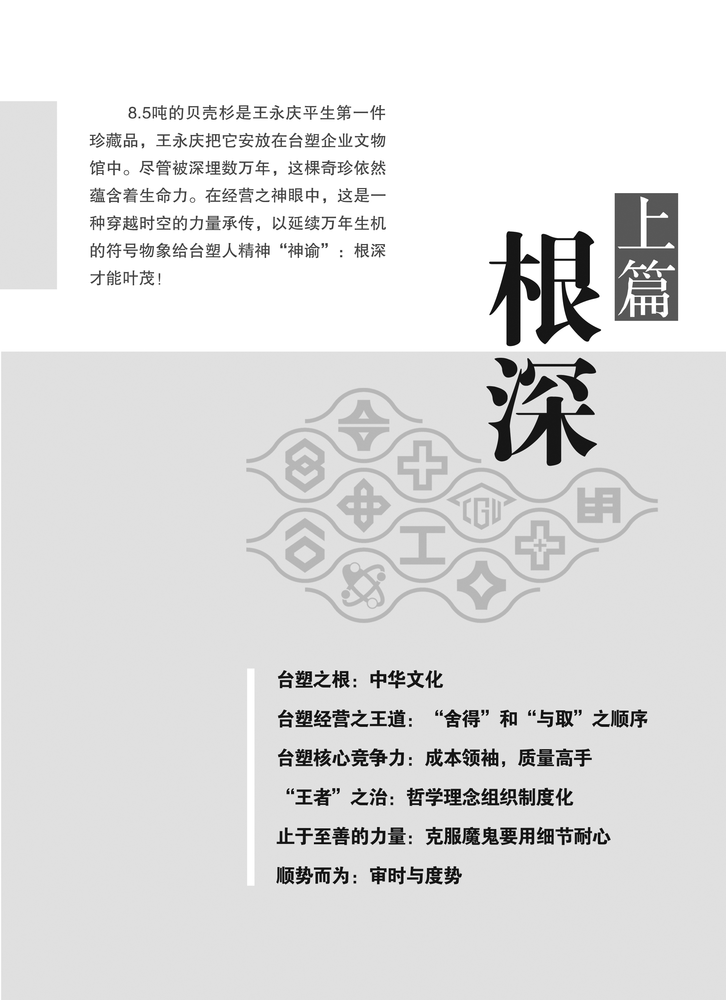 8.5吨的贝壳杉是王永庆平生第一件
珍藏品，王永庆把它安放在台塑企业文物
馆中。尽管被深埋数万年，这棵奇珍依然
蕴含着生命力。在经营之神眼中，这是一
种穿越时空的力量承传，以延续万年生机
的符号物象给台塑人精神“神谕”：根深
才能叶茂！
上篇
根深
CGU
台塑之根：中华文化
台塑经营之王道：“舍得”和“与取”之顺序
台塑核心竞争力：成本领袖，质量高手
“王者”之治：哲学理念组织制度化
止于至善的力量：克服魔鬼要用细节耐心
顺势而为：审时与度势